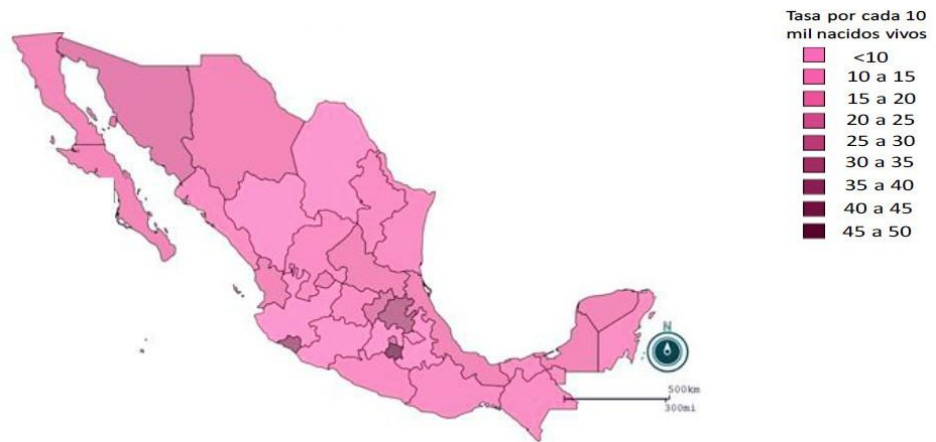 Tasa por cada 10
mil nacidos vivos
<10
10 a 15
15 a 20
20 a 25
25 a 30
30 a 35
35 a 40
40 a 45
45 a 50
N
500km
300mi